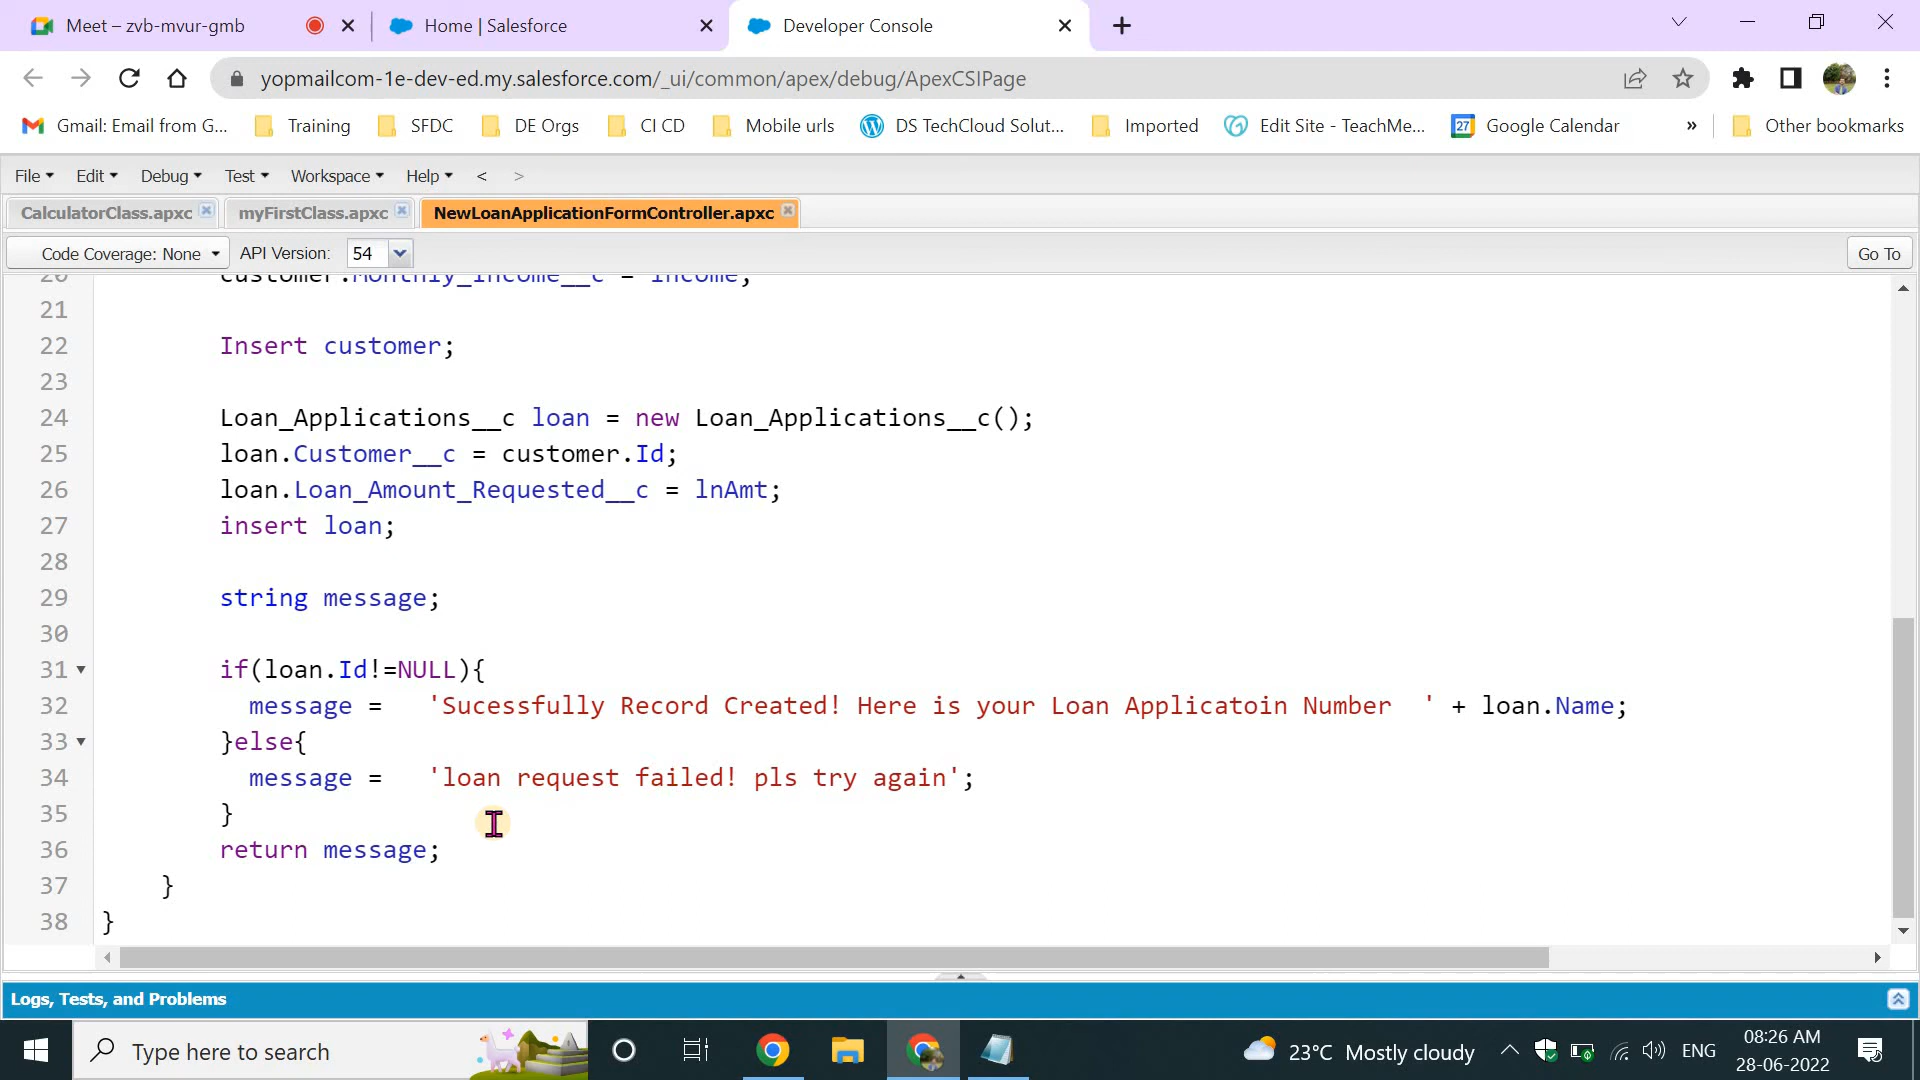 Meet – zvb-mvur-gmb
Home | Salesforce
Developer Console
yopmailcom-1e-dev-ed.my.salesforce.com/_ui/common/apex/debug/ApexCSIPage
Gmail: Email from G... Training SFDC DE Orgs CI CD Mobile urls DS TechCloud Solut... Imported Edit Site - TeachMe... 27 Google Calendar » Other bookmarks
File Edit Debug Test Workspace Help < >
CalculatorClass.apxc myFirstClass.apxc NewLoanApplicationFormController.apxc
Code Coverage: None API Version: 54 Go To
20 customer.Monthly_Income__c = income;
21
22 Insert customer;
23
24 Loan_Applications__c loan = new Loan_Applications__c();
25 loan.Customer__c = customer.Id;
26 loan.Loan_Amount_Requested__c = lnAmt;
27 insert loan;
28
29 string message;
30
31 if(loan.Id!=NULL){
32 message = 'Sucessfully Record Created! Here is your Loan Applicatoin Number ' + loan.Name;
33 }else{
34 message = 'loan request failed! pls try again';
35 }
36 return message;
37 }
38 }
Logs, Tests, and Problems
Type here to search
23°C Mostly cloudy
ENG
08:26 AM
28-06-2022